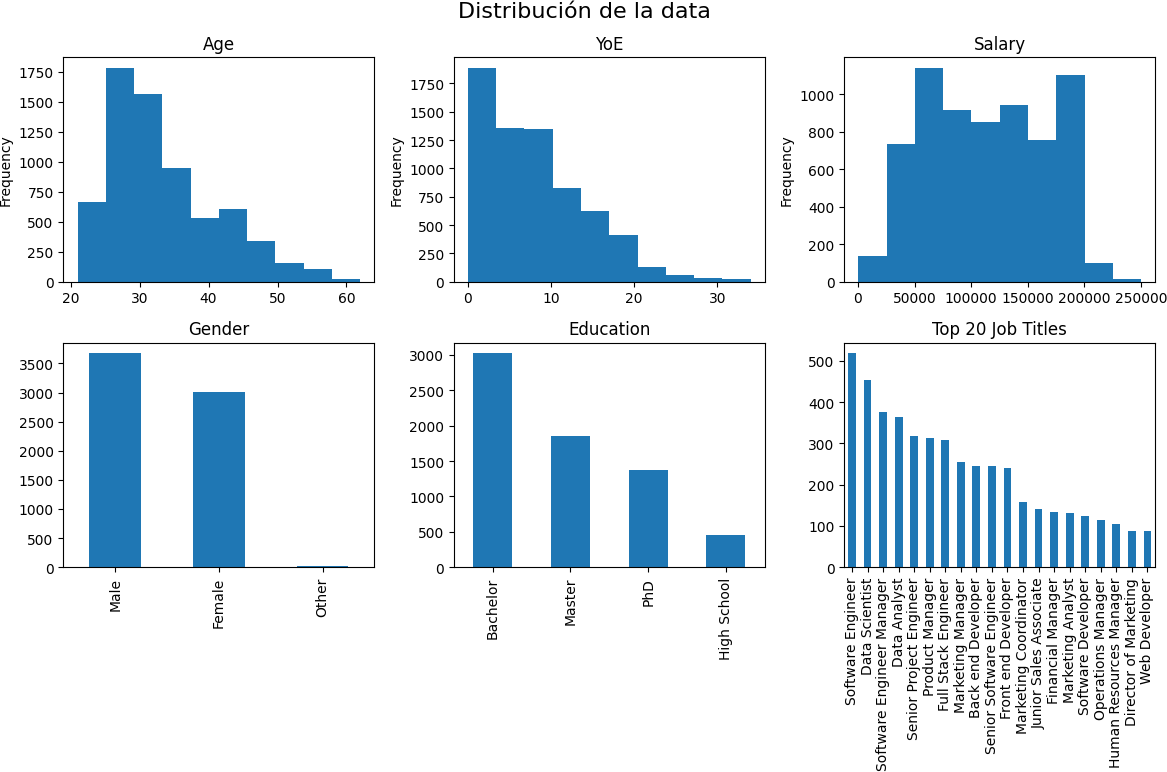 Distribución de la data
Age
Frequency
1750
1500
1250
1000
750
500
250
0
20 30 40 50 60
YoE
Frequency
1750
1500
1250
1000
750
500
250
0
0 10 20 30
Salary
Frequency
1000
800
600
400
200
0
0 50000 100000 150000 200000 250000
Gender
3500
3000
2500
2000
1500
1000
500
0
Male
Female
Other
Education
3000
2500
2000
1500
1000
500
0
Bachelor
Master
PhD
High School
Top 20 Job Titles
500
400
300
200
100
0
Software Engineer
Data Scientist
Software Engineer Manager
Data Analyst
Senior Project Engineer
Product Manager
Full Stack Engineer
Marketing Manager
Back end Developer
Senior Software Engineer
Front end Developer
Marketing Coordinator
Junior Sales Associate
Financial Manager
Marketing Analyst
Software Developer
Operations Manager
Human Resources Manager
Director of Marketing
Web Developer